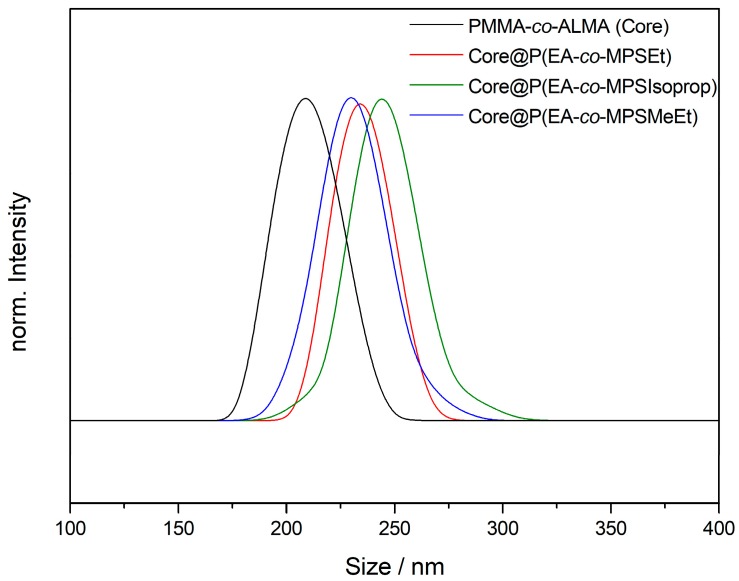 PMMA-co-ALMA (Core)
Core@P(EA-co-MPSEt)
Core@P(EA-co-MPSIsoprop)
Core@P(EA-co-MPSMeEt)
norm. Intensity
100 150 200 250 300 350 400
Size / nm